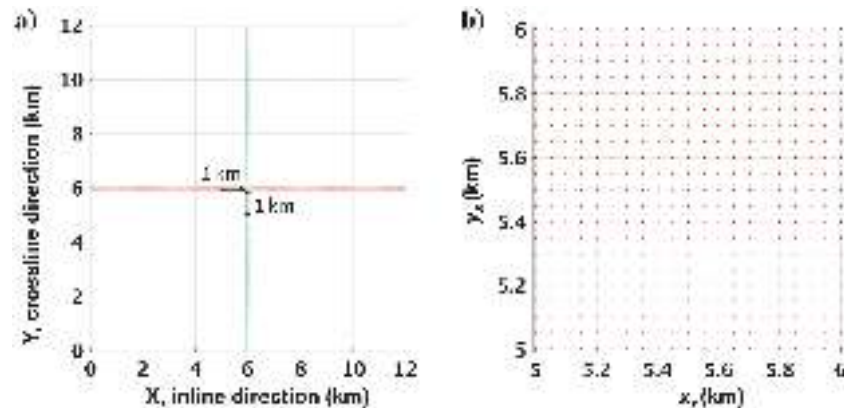 a)
12
10
8
6
4
2
0
0 2 4 6 8 10 12
1 km
1 km
Y, crossline direction (km)
X, inline direction (km)
b)
6
5.8
5.6
5.4
5.2
5
5 5.2 5.4 5.6 5.8 6
(km)
(km)